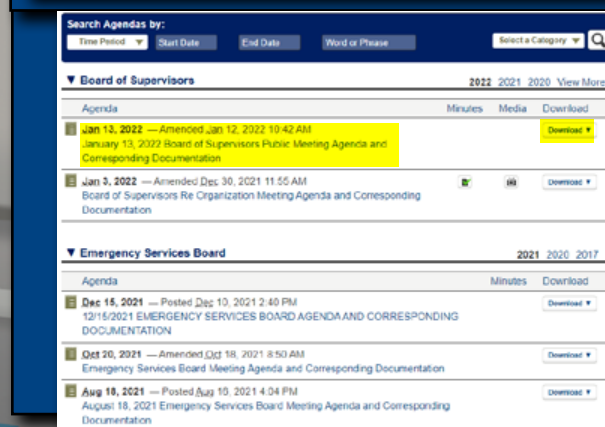 Search Agendas by:
Time Period Start Date End Date Word or Phrase Select a Category
Board of Supervisors 2022 2021 2020 View More
Agenda Minutes Media Download
Jan 13, 2022 — Amended Jan 12, 2022 10:42 AM Download
January 13, 2022 Board of Supervisors Public Meeting Agenda and
Corresponding Documentation
Jan 3, 2022 — Amended Dec 30, 2021 11:55 AM Download
Board of Supervisors Re Organization Meeting Agenda and Corresponding
Documentation
Emergency Services Board 2021 2020 2017
Agenda Minutes Download
Dec 15, 2021 — Posted Dec 10, 2021 2:40 PM Download
12/15/2021 EMERGENCY SERVICES BOARD AGENDA AND CORRESPONDING
DOCUMENTATION
Oct 20, 2021 — Amended Oct 18, 2021 8:50 AM Download
Emergency Services Board Meeting Agenda and Corresponding Documentation
Aug 18, 2021 — Posted Aug 16, 2021 4:04 PM Download
August 18, 2021 Emergency Services Board Meeting Agenda and Corresponding
Documentation